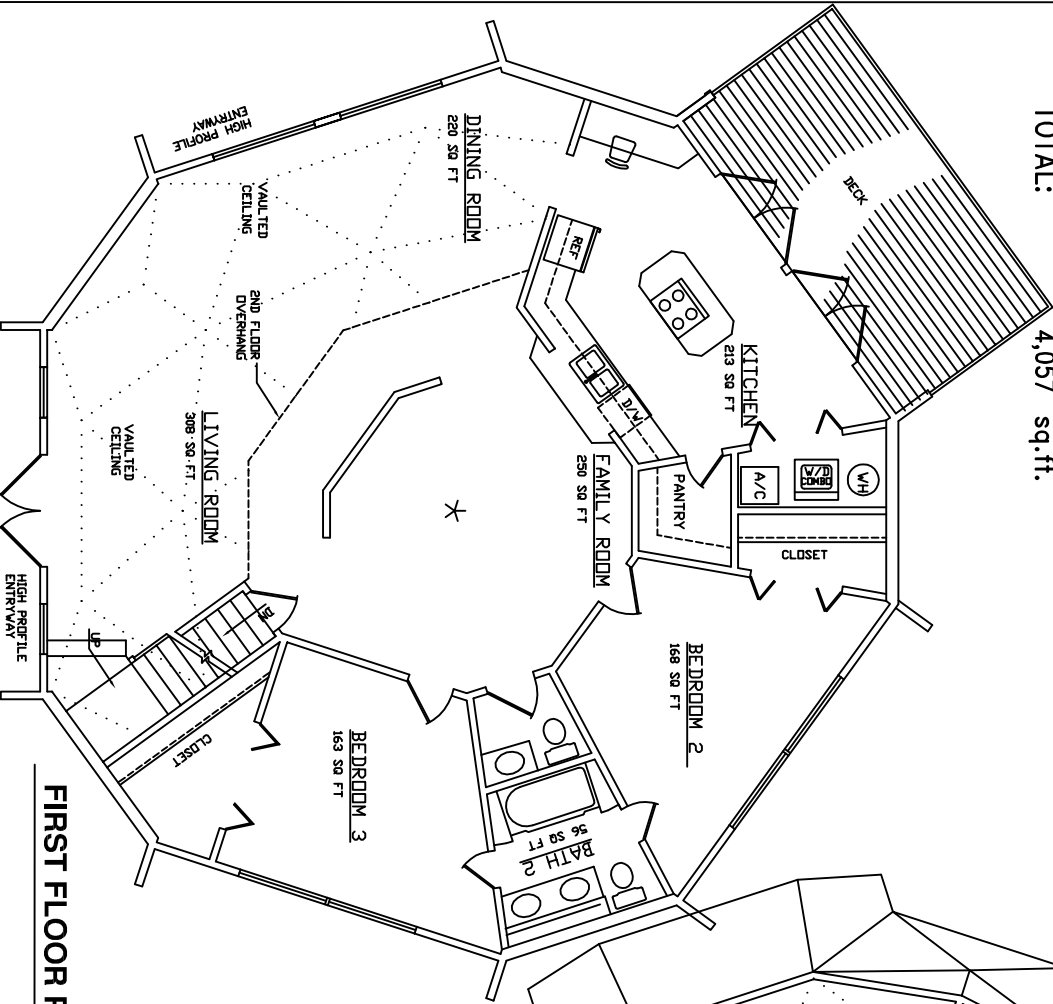 TOTAL: 4,057 sq.ft.
DECK
HIGH PROFILE
ENTRYWAY
DINING ROOM
220 SQ FT
VAULTED
CEILING
REF
KITCHEN
213 SQ FT
D/W
2ND FLOOR
OVERHANG
LIVING ROOM
308 SQ FT
VAULTED
CEILING
FAMILY ROOM
250 SQ FT
PANTRY
A/C
W/D
COMBO
WH
CLOSET
BEDROOM 2
168 SQ FT
DN
UP
HIGH PROFILE
ENTRYWAY
CLOSET
BEDROOM 3
163 SQ FT
BATH 2
56 SQ FT
FIRST FLOOR